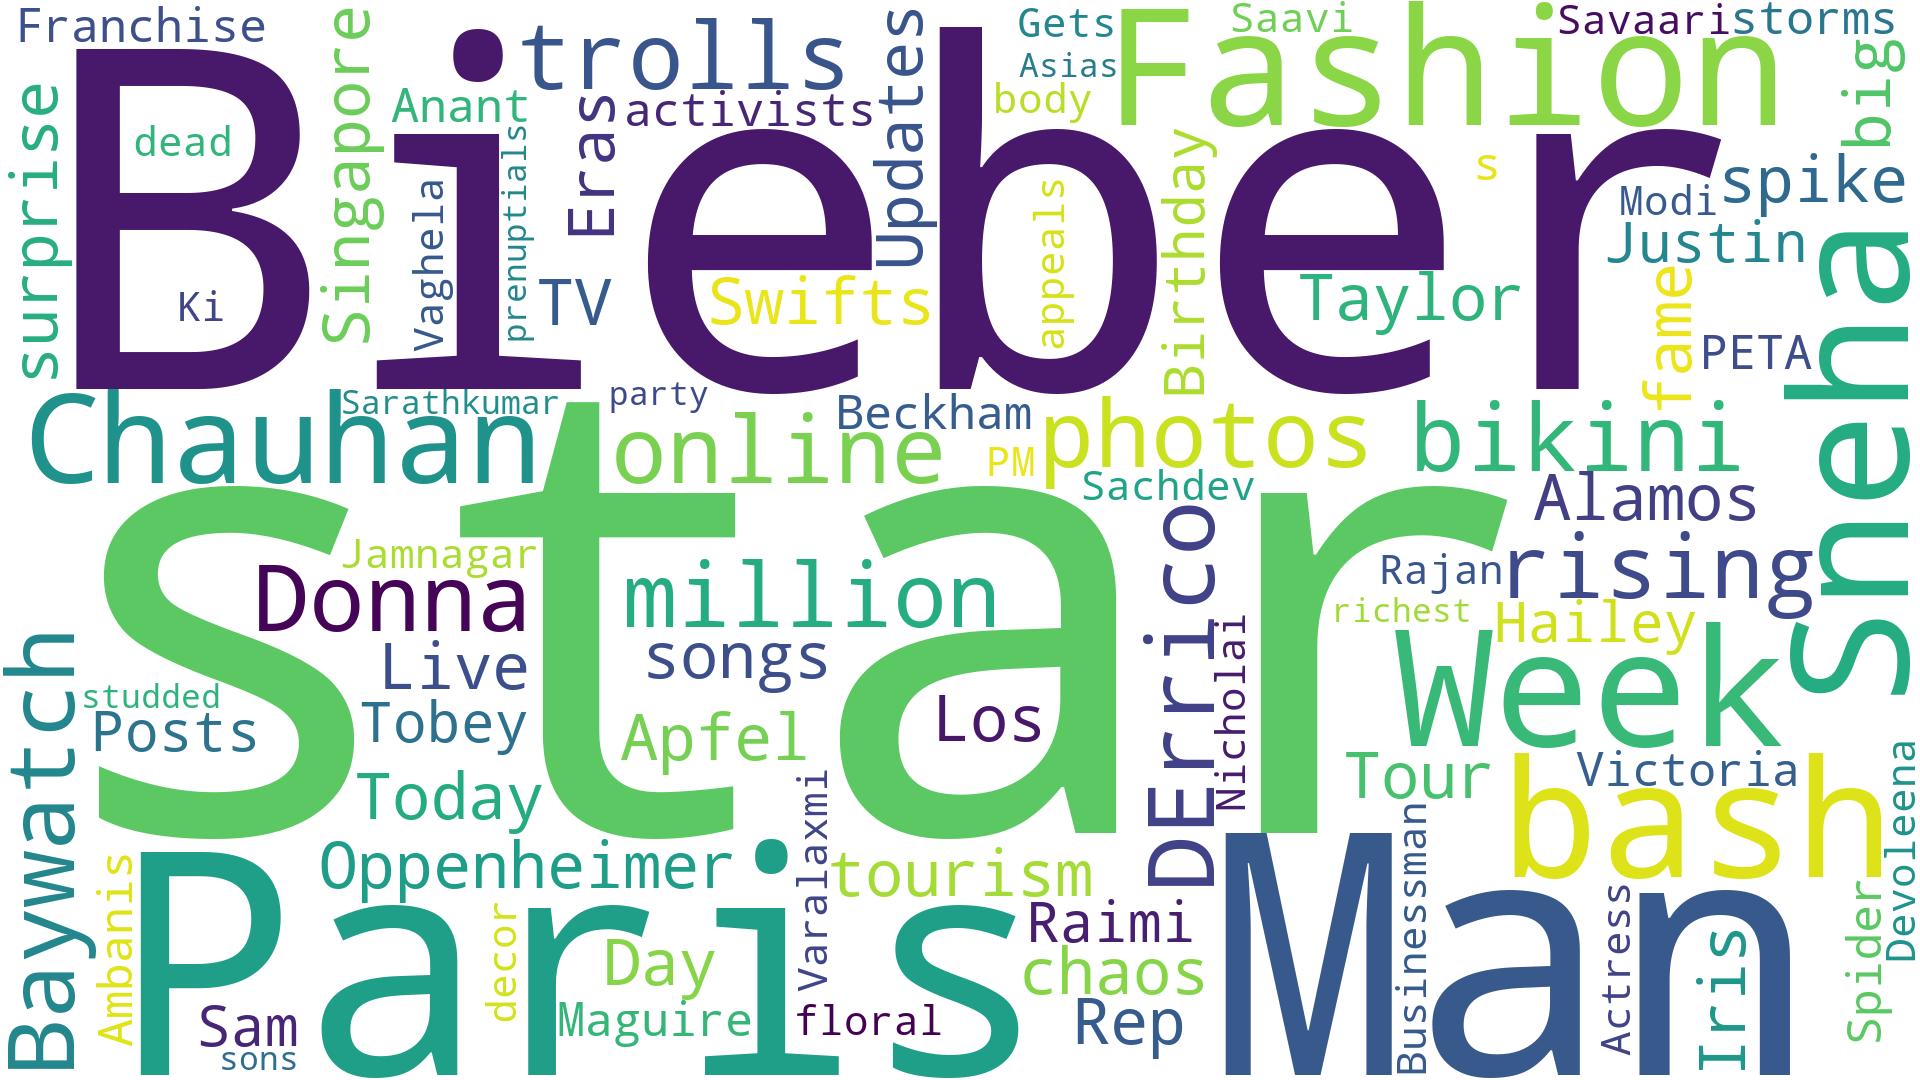 Franchise
trolls
Gets
Fashion
Saavi
Savaari
storms
surprise
Bieber
Singapore
Anant
Eras
activists
Updates
Asias
body
big
dead
Vaghela
prenuptials
appeals
Birthday
s
Modi
spike
Ki
TV
Swifts
Taylor
Justin
fame
PETA
Sneha
Chauhan
Sarathkumar
party
online
Beckham
PM
photos
Sachdev
bikini
Alamos
star
Jamnagar
Donna
million
DErrico
Rajan
rising
richest
Hailey
Baywatch
studded
Posts
Live
Tobey
songs
Apfel
Los
Nicholai
Week
Tour
Victoria
Today
bash
Devoleena
Ambanis
Paris
Oppenheimer
Varalaxmi
tourism
Man
Businessman
Raimi
chaos
Day
decor
Sam
sons
Maguire
floral
Rep
Actress
Iris
Spider